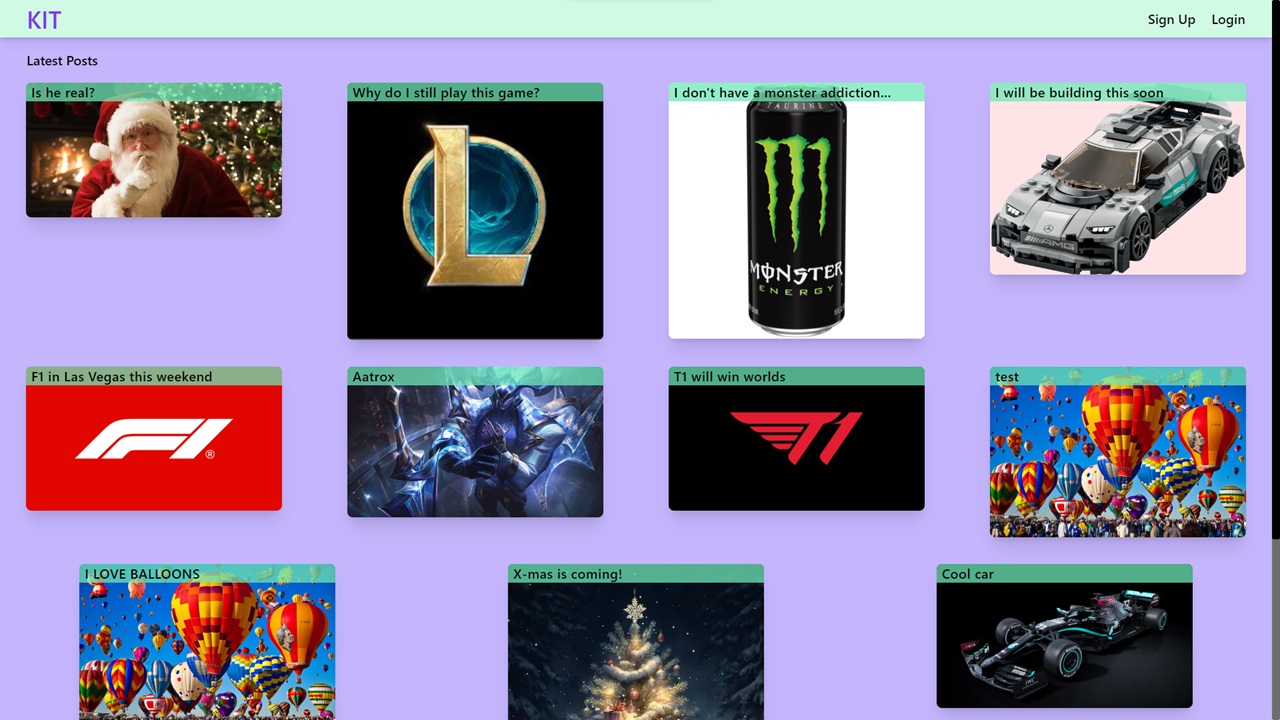 KIT
Sign Up
Login
Latest Posts
Is he real?
Why do I still play this game?
I don't have a monster addiction...
I will be building this soon
TAURINE
MONSTER
ENERGY
AMG
F1 in Las Vegas this weekend
Aatrox
T1 will win worlds
test
F1®
T1
I LOVE BALLOONS
X-mas is coming!
Cool car